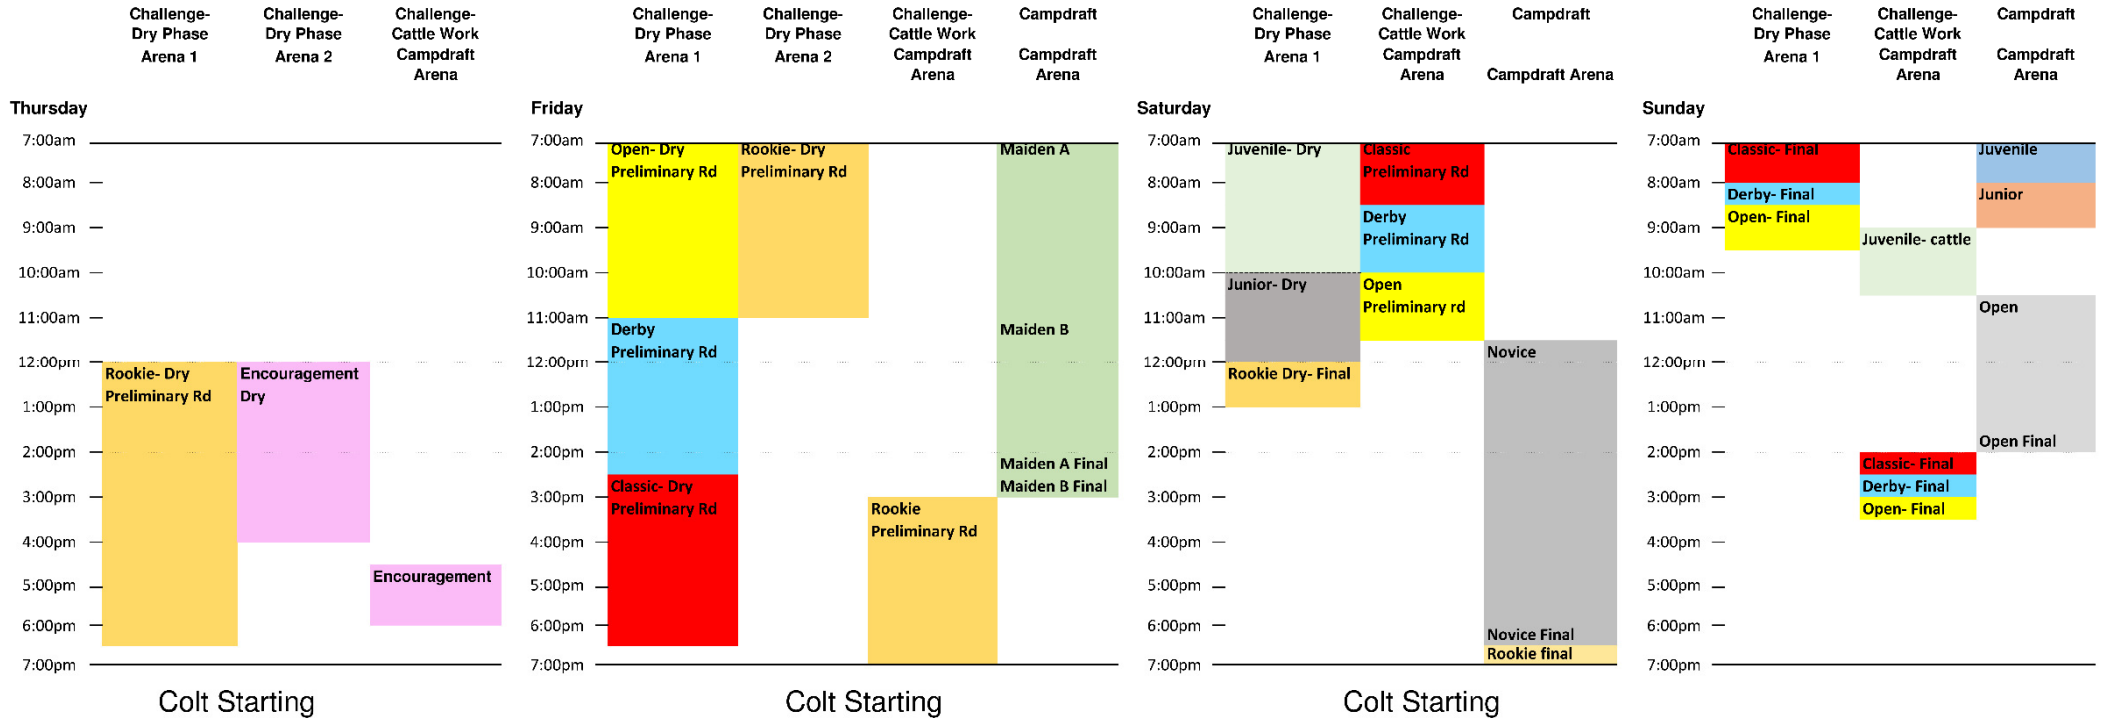 Challenge-
Dry Phase
Arena 1
Challenge-
Dry Phase
Arena 2
Challenge-
Cattle Work
Campdraft
Arena
Thursday
7:00am
8:00am
9:00am
10:00am
11:00am
12:00pm
1:00pm
2:00pm
3:00pm
4:00pm
5:00pm
6:00pm
7:00pm
Rookie- Dry
Preliminary Rd
Encouragement
Dry
Encouragement
Colt Starting
Challenge-
Dry Phase
Arena 1
Challenge-
Dry Phase
Arena 2
Challenge-
Cattle Work
Campdraft
Arena
Campdraft
Campdraft
Arena
Friday
7:00am
8:00am
9:00am
10:00am
11:00am
12:00pm
1:00pm
2:00pm
3:00pm
4:00pm
5:00pm
6:00pm
7:00pm
Open- Dry
Preliminary Rd
Derby
Preliminary Rd
Classic- Dry
Preliminary Rd
Rookie- Dry
Preliminary Rd
Rookie
Preliminary Rd
Maiden A
Maiden B
Maiden A Final
Maiden B Final
Colt Starting
Challenge-
Dry Phase
Arena 1
Challenge-
Cattle Work
Campdraft
Arena
Campdraft
Campdraft Arena
Saturday
7:00am
8:00am
9:00am
10:00am
11:00am
12:00pm
1:00pm
2:00pm
3:00pm
4:00pm
5:00pm
6:00pm
7:00pm
Juvenile- Dry
Junior- Dry
Rookie Dry- Final
Classic
Preliminary Rd
Derby
Preliminary Rd
Open
Preliminary rd
Novice
Novice Final
Rookie final
Colt Starting
Challenge-
Dry Phase
Arena 1
Challenge-
Cattle Work
Campdraft
Arena
Campdraft
Campdraft
Arena
Sunday
7:00am
8:00am
9:00am
10:00am
11:00am
12:00pm
1:00pm
2:00pm
3:00pm
4:00pm
5:00pm
6:00pm
7:00pm
Classic- Final
Derby- Final
Open- Final
Juvenile- cattle
Classic- Final
Derby- Final
Open- Final
Juvenile
Junior
Open
Open Final